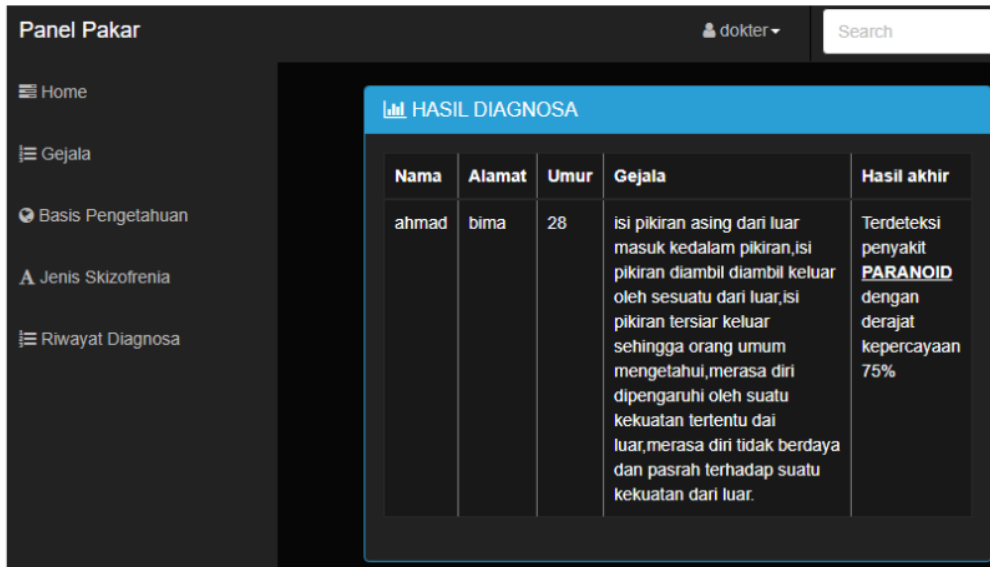 Panel Pakar
dokter
Search
Home
Gejala
Basis Pengetahuan
A Jenis Skizofrenia
Riwayat Diagnosa
HASIL DIAGNOSA
Nama Alamat Umur Gejala Hasil akhir
ahmad bima 28
isi pikiran asing dari luar
masuk kedalam pikiran,isi
pikiran diambil diambil keluar
oleh sesuatu dari luar,isi
pikiran tersiar keluar
sehingga orang umum
mengetahui,merasa diri
dipengaruhi oleh suatu
kekuatan tertentu dai
luar,merasa diri tidak berdaya
dan pasrah terhadap suatu
kekuatan dari luar.
Terdeteksi
penyakit
PARANOID
dengan
derajat
kepercayaan
75%